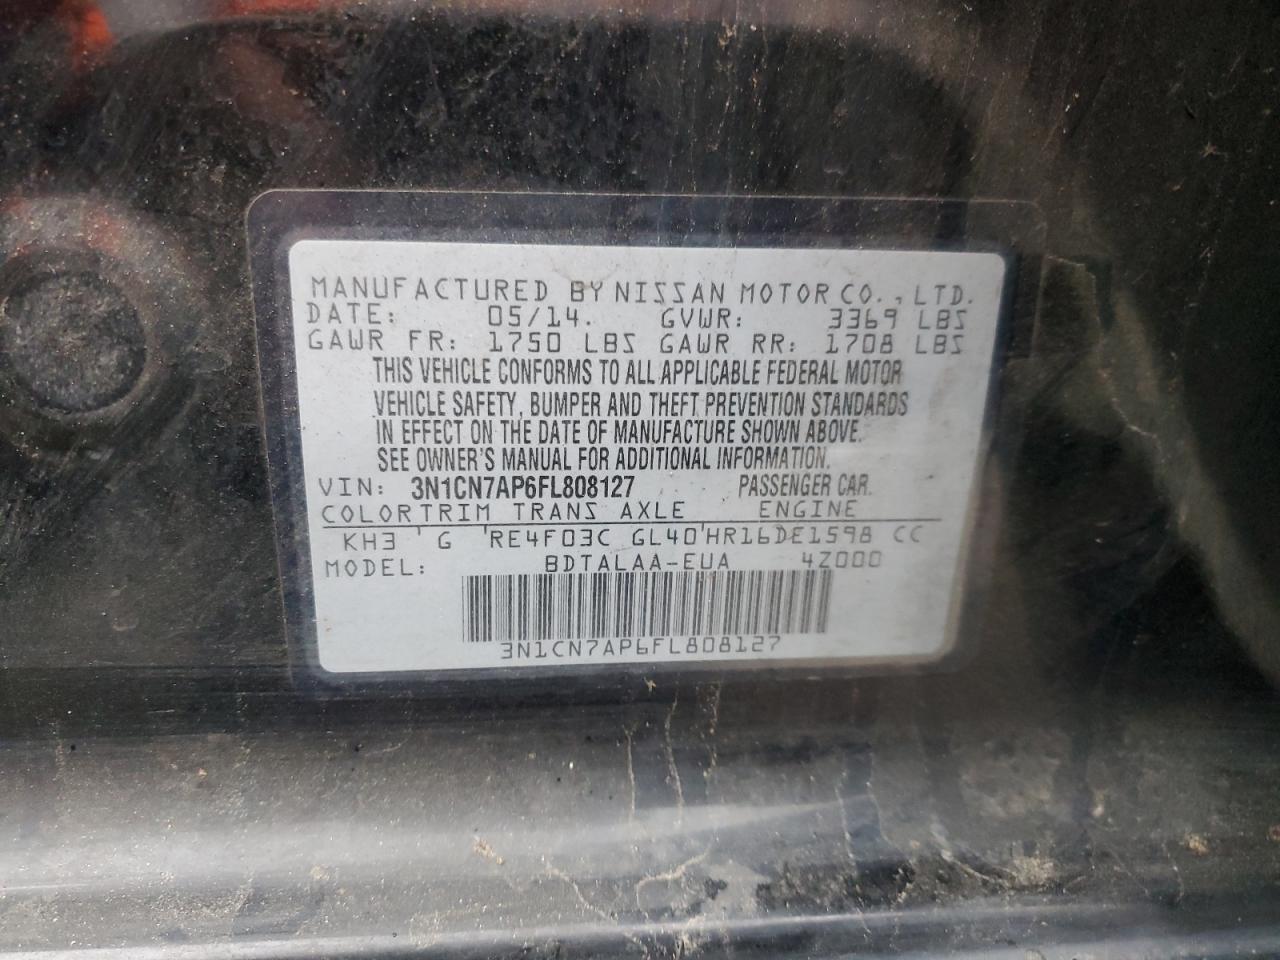 MANUFACTURED BY NISSAN MOTOR CO., LTD.
DATE: 05/14. GVWR: 3369 LBS
GAWR FR: 1750 LBS GAWR RR: 1708 LBS
THIS VEHICLE CONFORMS TO ALL APPLICABLE FEDERAL MOTOR
VEHICLE SAFETY, BUMPER AND THEFT PREVENTION STANDARDS
IN EFFECT ON THE DATE OF MANUFACTURE SHOWN ABOVE.
SEE OWNER'S MANUAL FOR ADDITIONAL INFORMATION.
VIN: 3N1CN7AP6FL808127 PASSENGER CAR.
COLOR TRIM TRANS AXLE ENGINE
KH3 G RE4F03C GL40 HR16DE1598 CC
MODEL: BDTALAA-EUA 4Z000
3N1CN7AP6FL808127